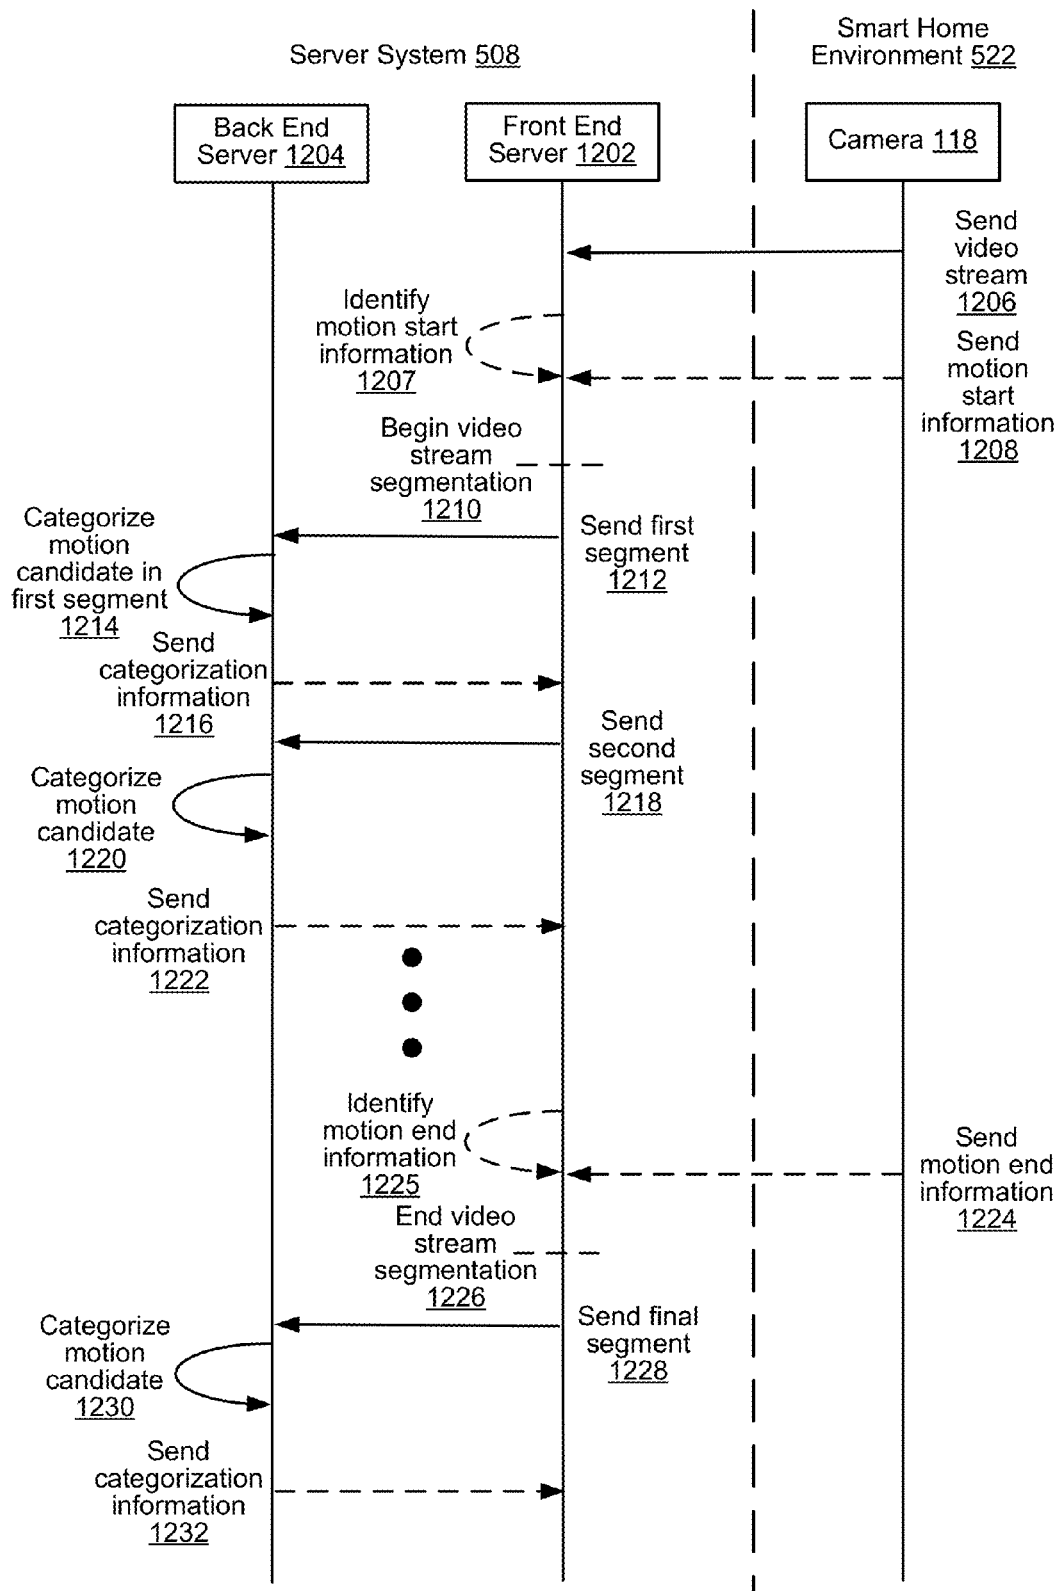 Server System 508
Smart Home
Environment 522
Back End
Server 1204
Front End
Server 1202
Camera 118
Send
video
stream
1206
Identify
motion start
information
1207
Send
motion
start
information
1208
Begin video
stream
segmentation
1210
Send first
segment
1212
Categorize
motion
candidate in
first segment
1214
Send
categorization
information
1216
Send
second
segment
1218
Categorize
motion
candidate
1220
Send
categorization
information
1222
Identify
motion end
information
1225
Send
motion end
information
1224
End video
stream
segmentation
1226
Send final
segment
1228
Categorize
motion
candidate
1230
Send
categorization
information
1232